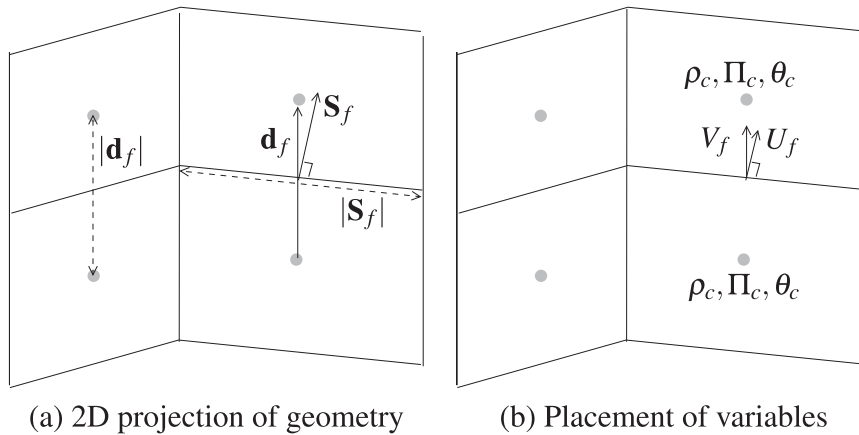 |𝐝_f|
𝐝_f
𝐒_f
|𝐒_f|
(a) 2D projection of geometry
ρ_c, Π_c, θ_c
V_f
U_f
ρ_c, Π_c, θ_c
(b) Placement of variables